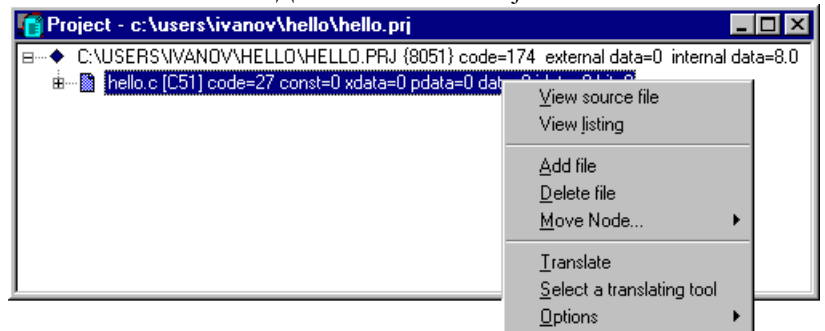 Project - c:\users\ivanov\hello\hello.prj
C:\USERS\IVANOV\HELLO\HELLO.PRJ {8051} code=174 external data=0 internal data=8.0
hello.c [C51] code=27 const=0 xdata=0 pdata=0
View source file
View listing
Add file
Delete file
Move Node...
Translate
Select a translating tool
Options